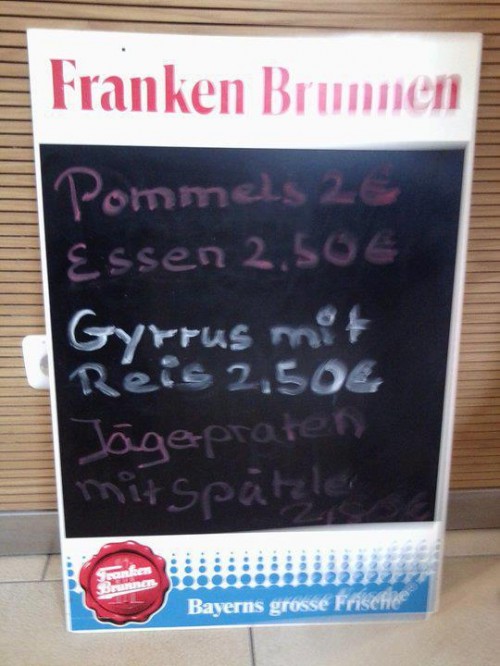 Franken Brunnen
Pommels 2€
Essen 2.50€
Gyrrus mit
Reis 2,50€
Jägerpraten
mit Spätzle
Franken
Brunnen
Bayerns grosse Frische